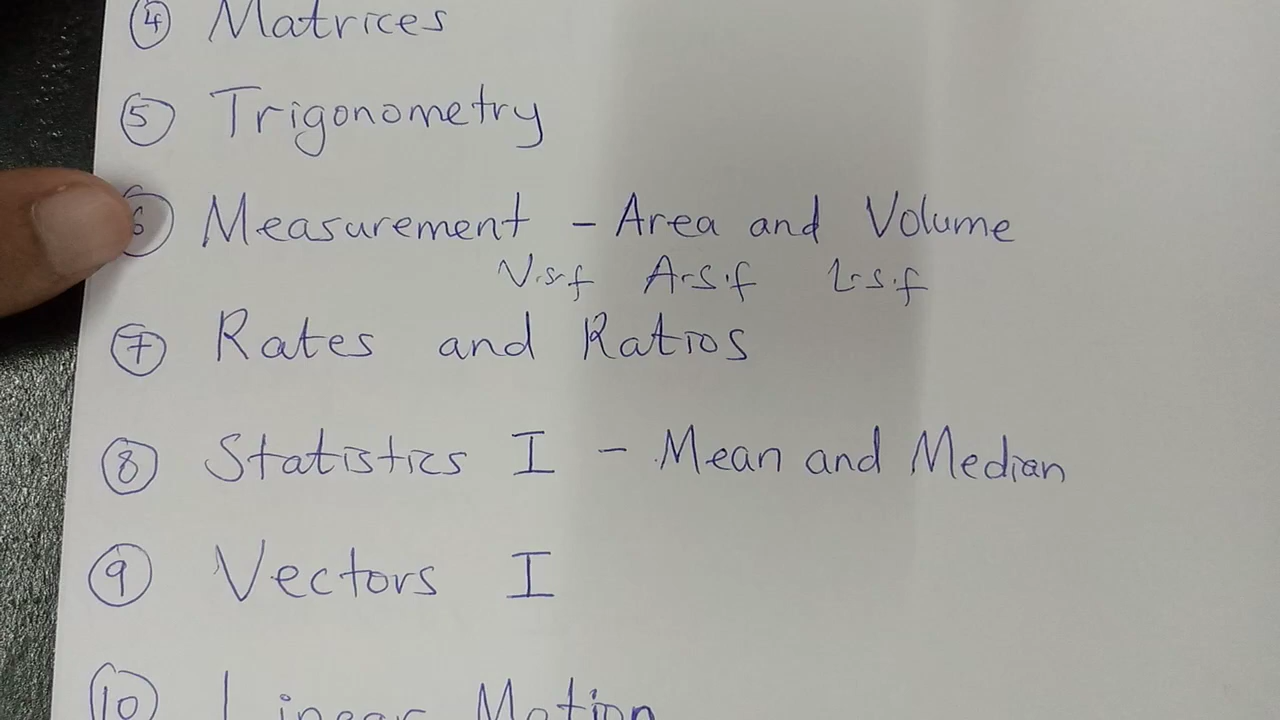 ④ Matrices
⑤ Trigonometry
⑥ Measurement - Area and Volume
V.s.f A.s.f L.s.f
⑦ Rates and Ratios
⑧ Statistics I - Mean and Median
⑨ Vectors I
⑩ Linear Motion